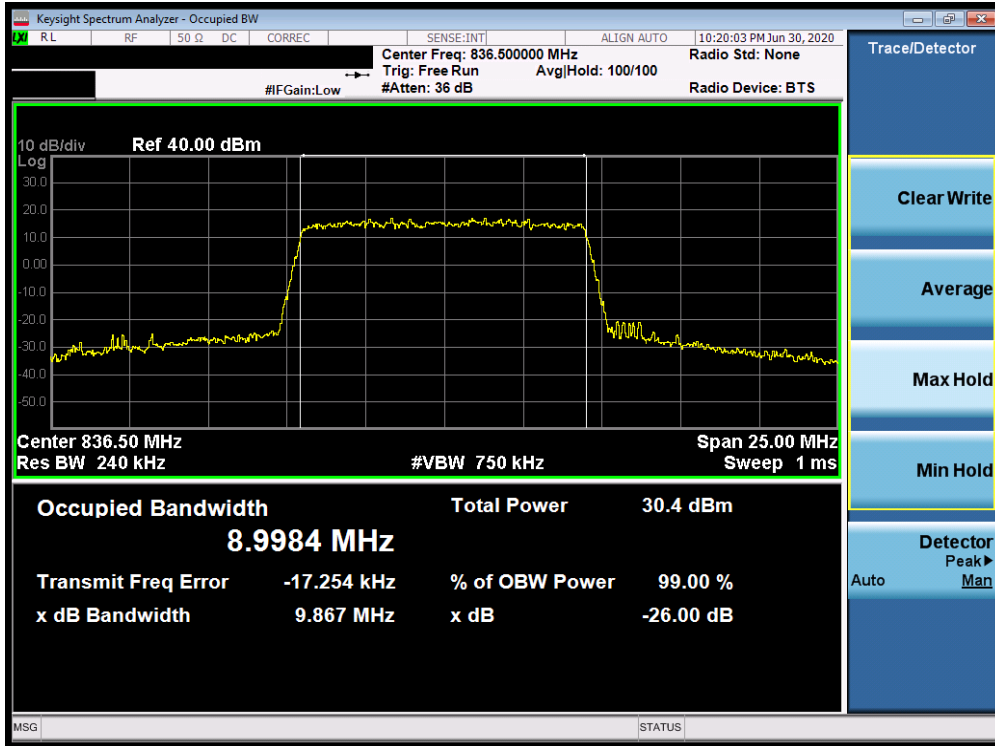 Keysight Spectrum Analyzer - Occupied BW
LXI RL RF 50 Ω DC CORREC SENSE:INT ALIGN AUTO 10:20:03 PM Jun 30, 2020
Center Freq: 836.500000 MHz Radio Std: None
Trig: Free Run Avg|Hold: 100/100
#IFGain:Low #Atten: 36 dB Radio Device: BTS
Trace/Detector
10 dB/div Ref 40.00 dBm
Log
30.0
20.0
10.0
0.00
-10.0
-20.0
-30.0
-40.0
-50.0
Center 836.50 MHz Span 25.00 MHz
Res BW 240 kHz #VBW 750 kHz Sweep 1 ms
Occupied Bandwidth Total Power 30.4 dBm
8.9984 MHz
Transmit Freq Error -17.254 kHz % of OBW Power 99.00 %
x dB Bandwidth 9.867 MHz x dB -26.00 dB
Clear Write
Average
Max Hold
Min Hold
Detector
Peak▶
Auto Man
MSG STATUS